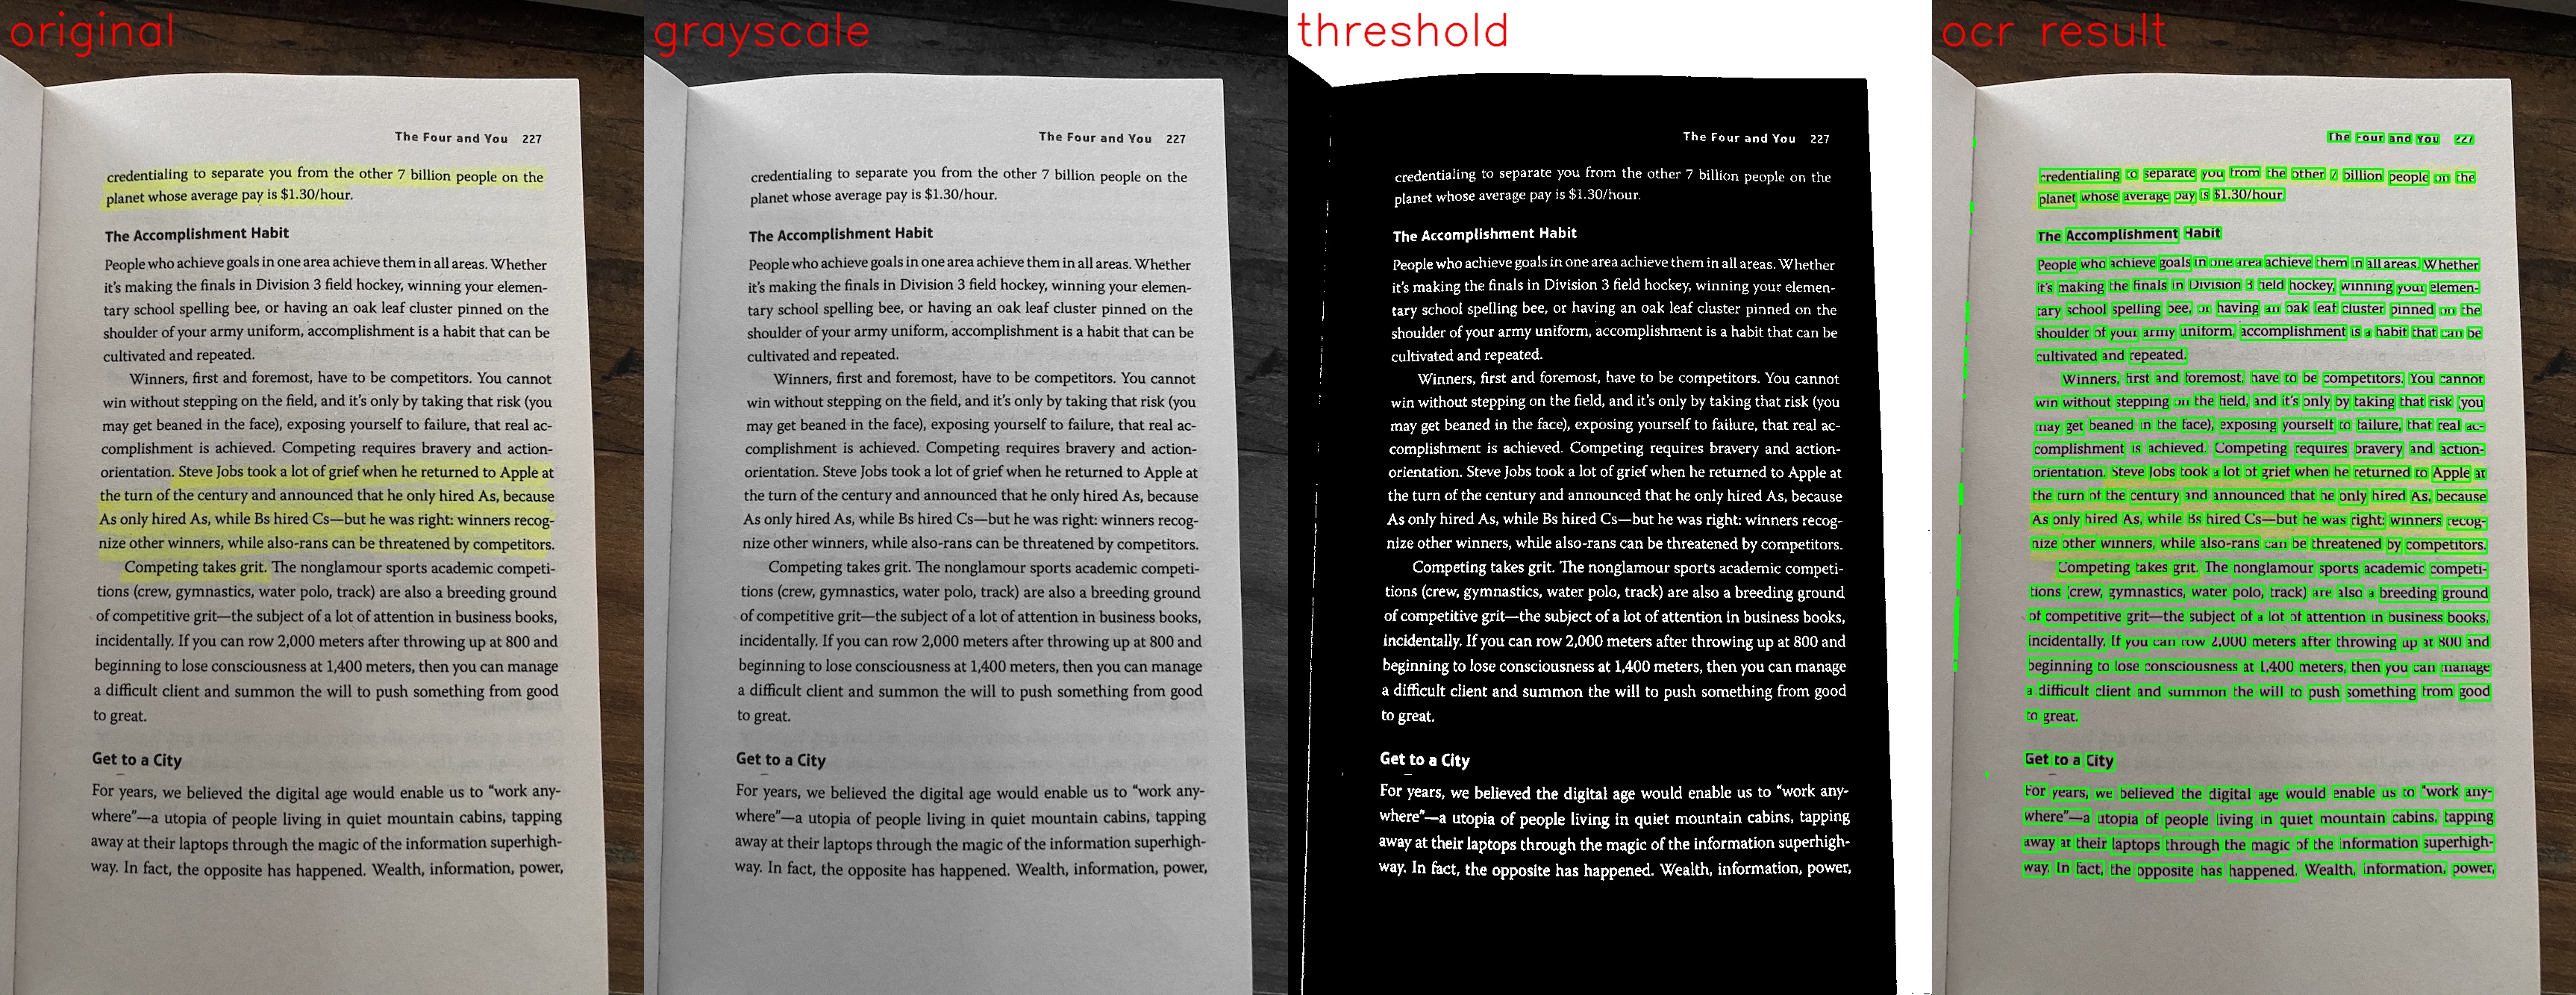 original
The Four and You 227
credentialing to separate you from the other 7 billion people on the
planet whose average pay is $1.30/hour.
The Accomplishment Habit
People who achieve goals in one area achieve them in all areas. Whether
it's making the finals in Division 3 field hockey, winning your elemen-
tary school spelling bee, or having an oak leaf cluster pinned on the
shoulder of your army uniform, accomplishment is a habit that can be
cultivated and repeated.
Winners, first and foremost, have to be competitors. You cannot
win without stepping on the field, and it's only by taking that risk (you
may get beaned in the face), exposing yourself to failure, that real ac-
complishment is achieved. Competing requires bravery and action-
orientation. Steve Jobs took a lot of grief when he returned to Apple at
the turn of the century and announced that he only hired As, because
As only hired As, while Bs hired Cs—but he was right: winners recog-
nize other winners, while also-rans can be threatened by competitors.
Competing takes grit. The nonglamour sports academic competi-
tions (crew, gymnastics, water polo, track) are also a breeding ground
of competitive grit—the subject of a lot of attention in business books,
incidentally. If you can row 2,000 meters after throwing up at 800 and
beginning to lose consciousness at 1,400 meters, then you can manage
a difficult client and summon the will to push something from good
to great.
Get to a City
For years, we believed the digital age would enable us to “work any-
where”—a utopia of people living in quiet mountain cabins, tapping
away at their laptops through the magic of the information superhigh-
way. In fact, the opposite has happened. Wealth, information, power,
grayscale
The Four and You 227
credentialing to separate you from the other 7 billion people on the
planet whose average pay is $1.30/hour.
The Accomplishment Habit
People who achieve goals in one area achieve them in all areas. Whether
it's making the finals in Division 3 field hockey, winning your elemen-
tary school spelling bee, or having an oak leaf cluster pinned on the
shoulder of your army uniform, accomplishment is a habit that can be
cultivated and repeated.
Winners, first and foremost, have to be competitors. You cannot
win without stepping on the field, and it's only by taking that risk (you
may get beaned in the face), exposing yourself to failure, that real ac-
complishment is achieved. Competing requires bravery and action-
orientation. Steve Jobs took a lot of grief when he returned to Apple at
the turn of the century and announced that he only hired As, because
As only hired As, while Bs hired Cs—but he was right: winners recog-
nize other winners, while also-rans can be threatened by competitors.
Competing takes grit. The nonglamour sports academic competi-
tions (crew, gymnastics, water polo, track) are also a breeding ground
of competitive grit—the subject of a lot of attention in business books,
incidentally. If you can row 2,000 meters after throwing up at 800 and
beginning to lose consciousness at 1,400 meters, then you can manage
a difficult client and summon the will to push something from good
to great.
Get to a City
For years, we believed the digital age would enable us to “work any-
where”—a utopia of people living in quiet mountain cabins, tapping
away at their laptops through the magic of the information superhigh-
way. In fact, the opposite has happened. Wealth, information, power,
threshold
The Four and You 227
credentialing to separate you from the other 7 billion people on the
planet whose average pay is $1.30/hour.
The Accomplishment Habit
People who achieve goals in one area achieve them in all areas. Whether
it's making the finals in Division 3 field hockey, winning your elemen-
tary school spelling bee, or having an oak leaf cluster pinned on the
shoulder of your army uniform, accomplishment is a habit that can be
cultivated and repeated.
Winners, first and foremost, have to be competitors. You cannot
win without stepping on the field, and it's only by taking that risk (you
may get beaned in the face), exposing yourself to failure, that real ac-
complishment is achieved. Competing requires bravery and action-
orientation. Steve Jobs took a lot of grief when he returned to Apple at
the turn of the century and announced that he only hired As, because
As only hired As, while Bs hired Cs—but he was right: winners recog-
nize other winners, while also-rans can be threatened by competitors.
Competing takes grit. The nonglamour sports academic competi-
tions (crew, gymnastics, water polo, track) are also a breeding ground
of competitive grit—the subject of a lot of attention in business books,
incidentally. If you can row 2,000 meters after throwing up at 800 and
beginning to lose consciousness at 1,400 meters, then you can manage
a difficult client and summon the will to push something from good
to great.
Get to a City
For years, we believed the digital age would enable us to “work any-
where”—a utopia of people living in quiet mountain cabins, tapping
away at their laptops through the magic of the information superhigh-
way. In fact, the opposite has happened. Wealth, information, power,
ocr result
The Four and You 227
credentialing to separate you from the other 7 billion people on the
planet whose average pay is $1.30/hour.
The Accomplishment Habit
People who achieve goals in one area achieve them in all areas. Whether
it's making the finals in Division 3 field hockey, winning your elemen-
tary school spelling bee, or having an oak leaf cluster pinned on the
shoulder of your army uniform, accomplishment is a habit that can be
cultivated and repeated.
Winners, first and foremost, have to be competitors. You cannot
win without stepping on the field, and it's only by taking that risk (you
may get beaned in the face), exposing yourself to failure, that real ac-
complishment is achieved. Competing requires bravery and action-
orientation. Steve Jobs took a lot of grief when he returned to Apple at
the turn of the century and announced that he only hired As, because
As only hired As, while Bs hired Cs—but he was right: winners recog-
nize other winners, while also-rans can be threatened by competitors.
Competing takes grit. The nonglamour sports academic competi-
tions (crew, gymnastics, water polo, track) are also a breeding ground
of competitive grit—the subject of a lot of attention in business books,
incidentally. If you can row 2,000 meters after throwing up at 800 and
beginning to lose consciousness at 1,400 meters, then you can manage
a difficult client and summon the will to push something from good
to great.
Get to a City
For years, we believed the digital age would enable us to “work any-
where”—a utopia of people living in quiet mountain cabins, tapping
away at their laptops through the magic of the information superhigh-
way. In fact, the opposite has happened. Wealth, information, power,